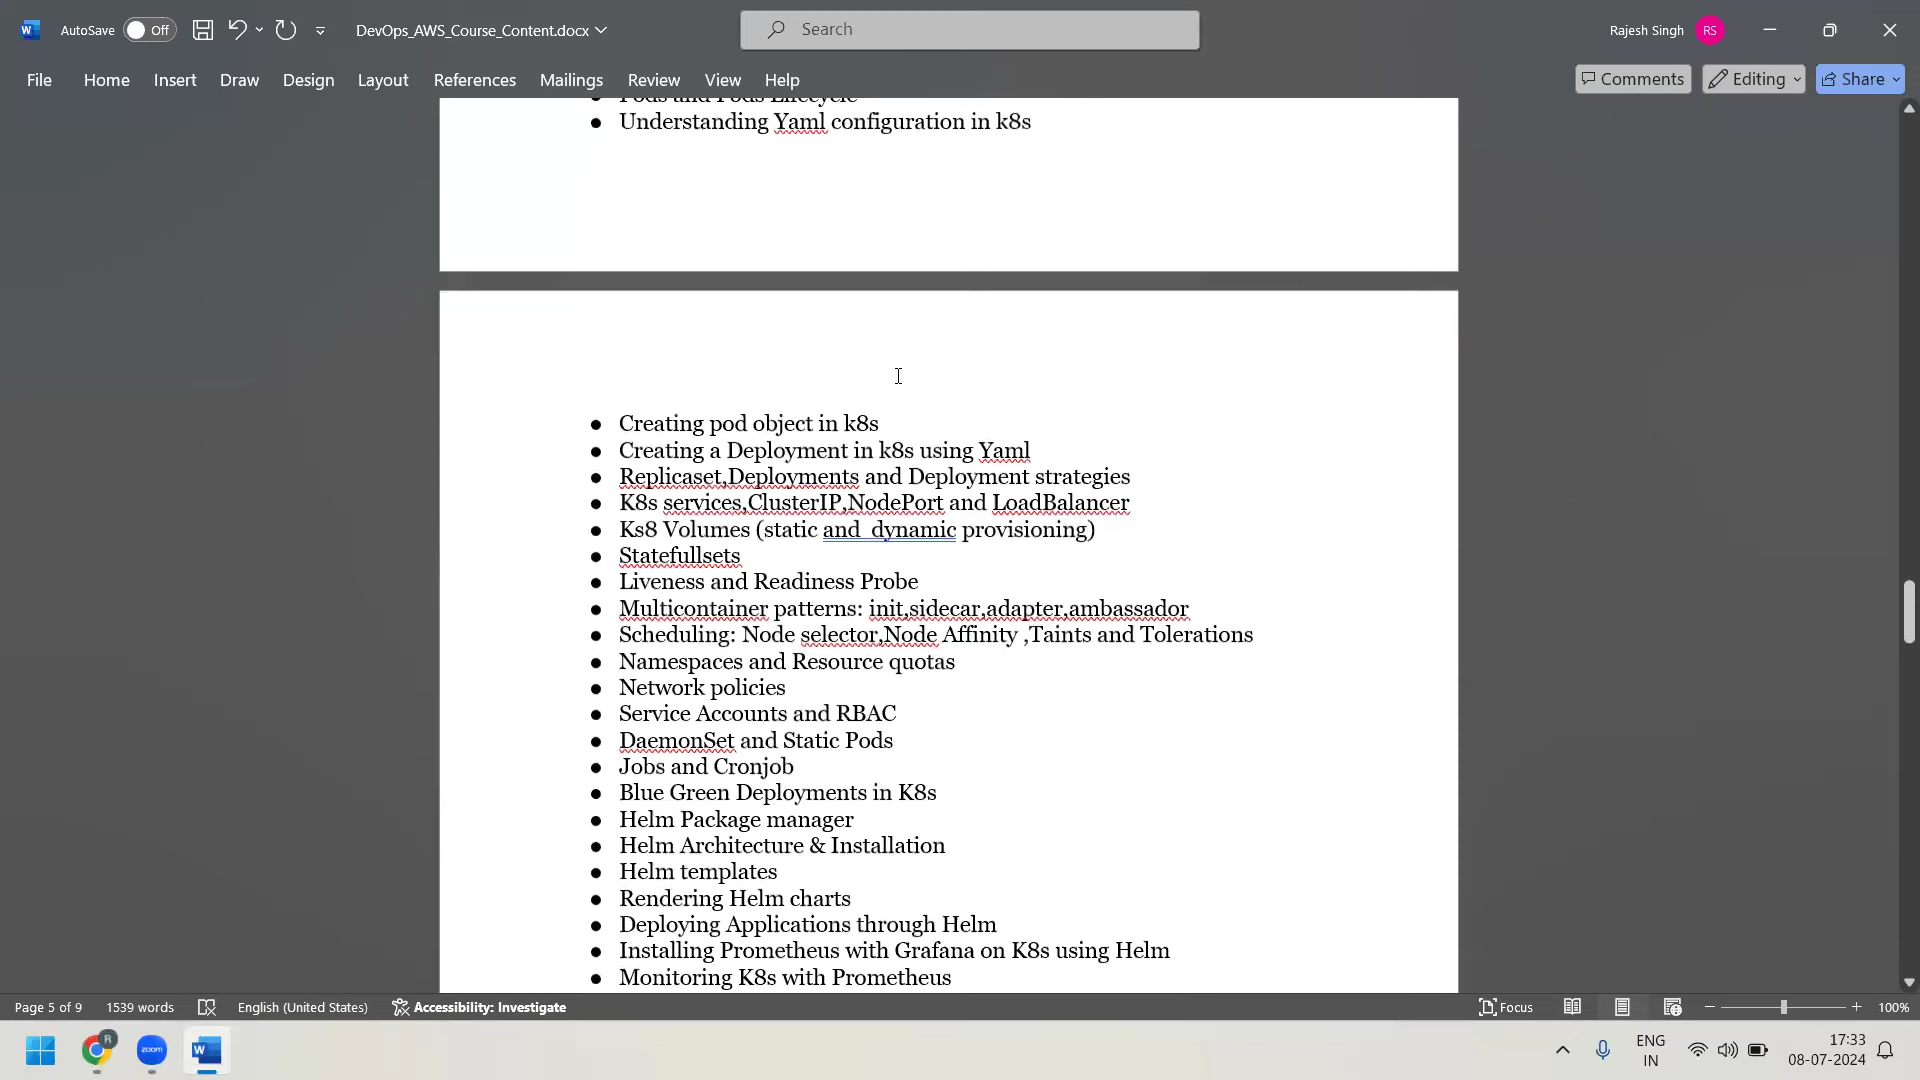 AutoSave Off DevOps_AWS_Course_Content.docx Search Rajesh Singh RS
File Home Insert Draw Design Layout References Mailings Review View Help Comments Editing Share
● Pods and Pods Lifecycle
● Understanding Yaml configuration in k8s
● Creating pod object in k8s
● Creating a Deployment in k8s using Yaml
● Replicaset,Deployments and Deployment strategies
● K8s services,ClusterIP,NodePort and LoadBalancer
● Ks8 Volumes (static and  dynamic provisioning)
● Statefullsets
● Liveness and Readiness Probe
● Multicontainer patterns: init,sidecar,adapter,ambassador
● Scheduling: Node selector,Node Affinity ,Taints and Tolerations
● Namespaces and Resource quotas
● Network policies
● Service Accounts and RBAC
● DaemonSet and Static Pods
● Jobs and Cronjob
● Blue Green Deployments in K8s
● Helm Package manager
● Helm Architecture & Installation
● Helm templates
● Rendering Helm charts
● Deploying Applications through Helm
● Installing Prometheus with Grafana on K8s using Helm
● Monitoring K8s with Prometheus
Page 5 of 9 1539 words English (United States) Accessibility: Investigate Focus 100%
R zoom W ENG 17:33
IN 08-07-2024